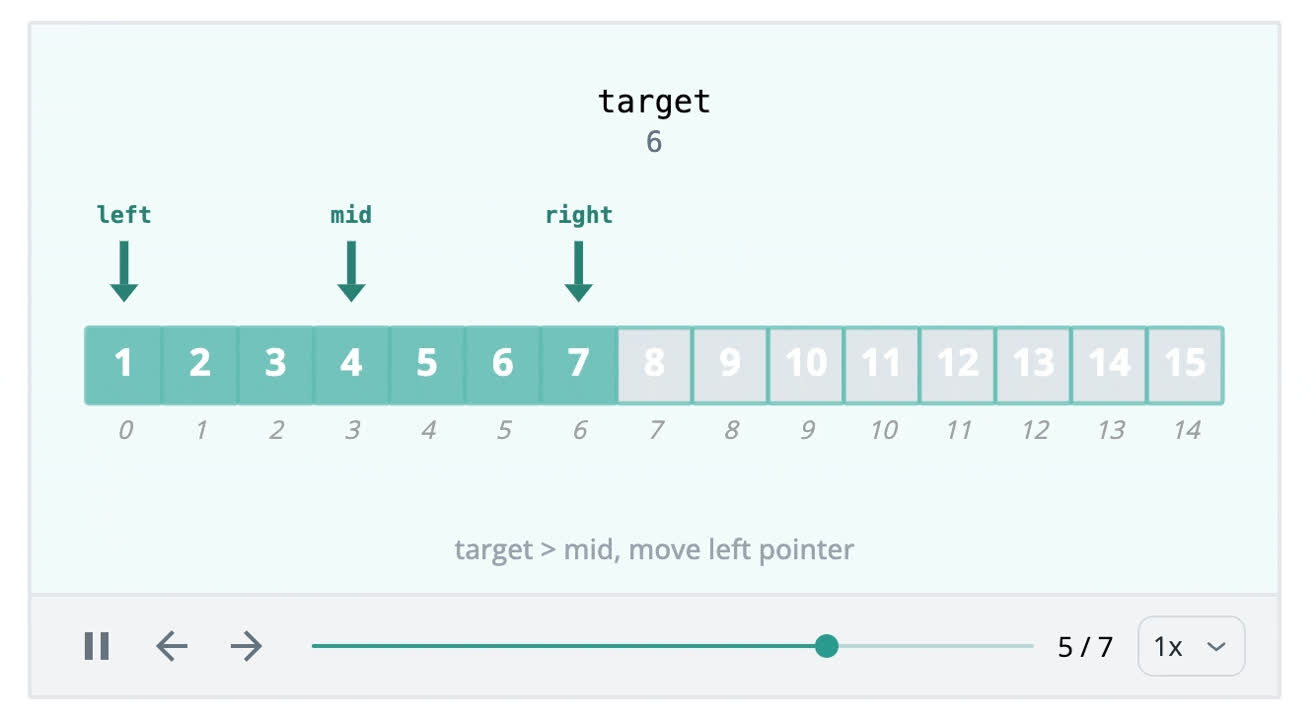 target
6
left mid right
1 2 3 4 5 6 7 8 9 10 11 12 13 14 15
0 1 2 3 4 5 6 7 8 9 10 11 12 13 14
target > mid, move left pointer
5 / 7 1x